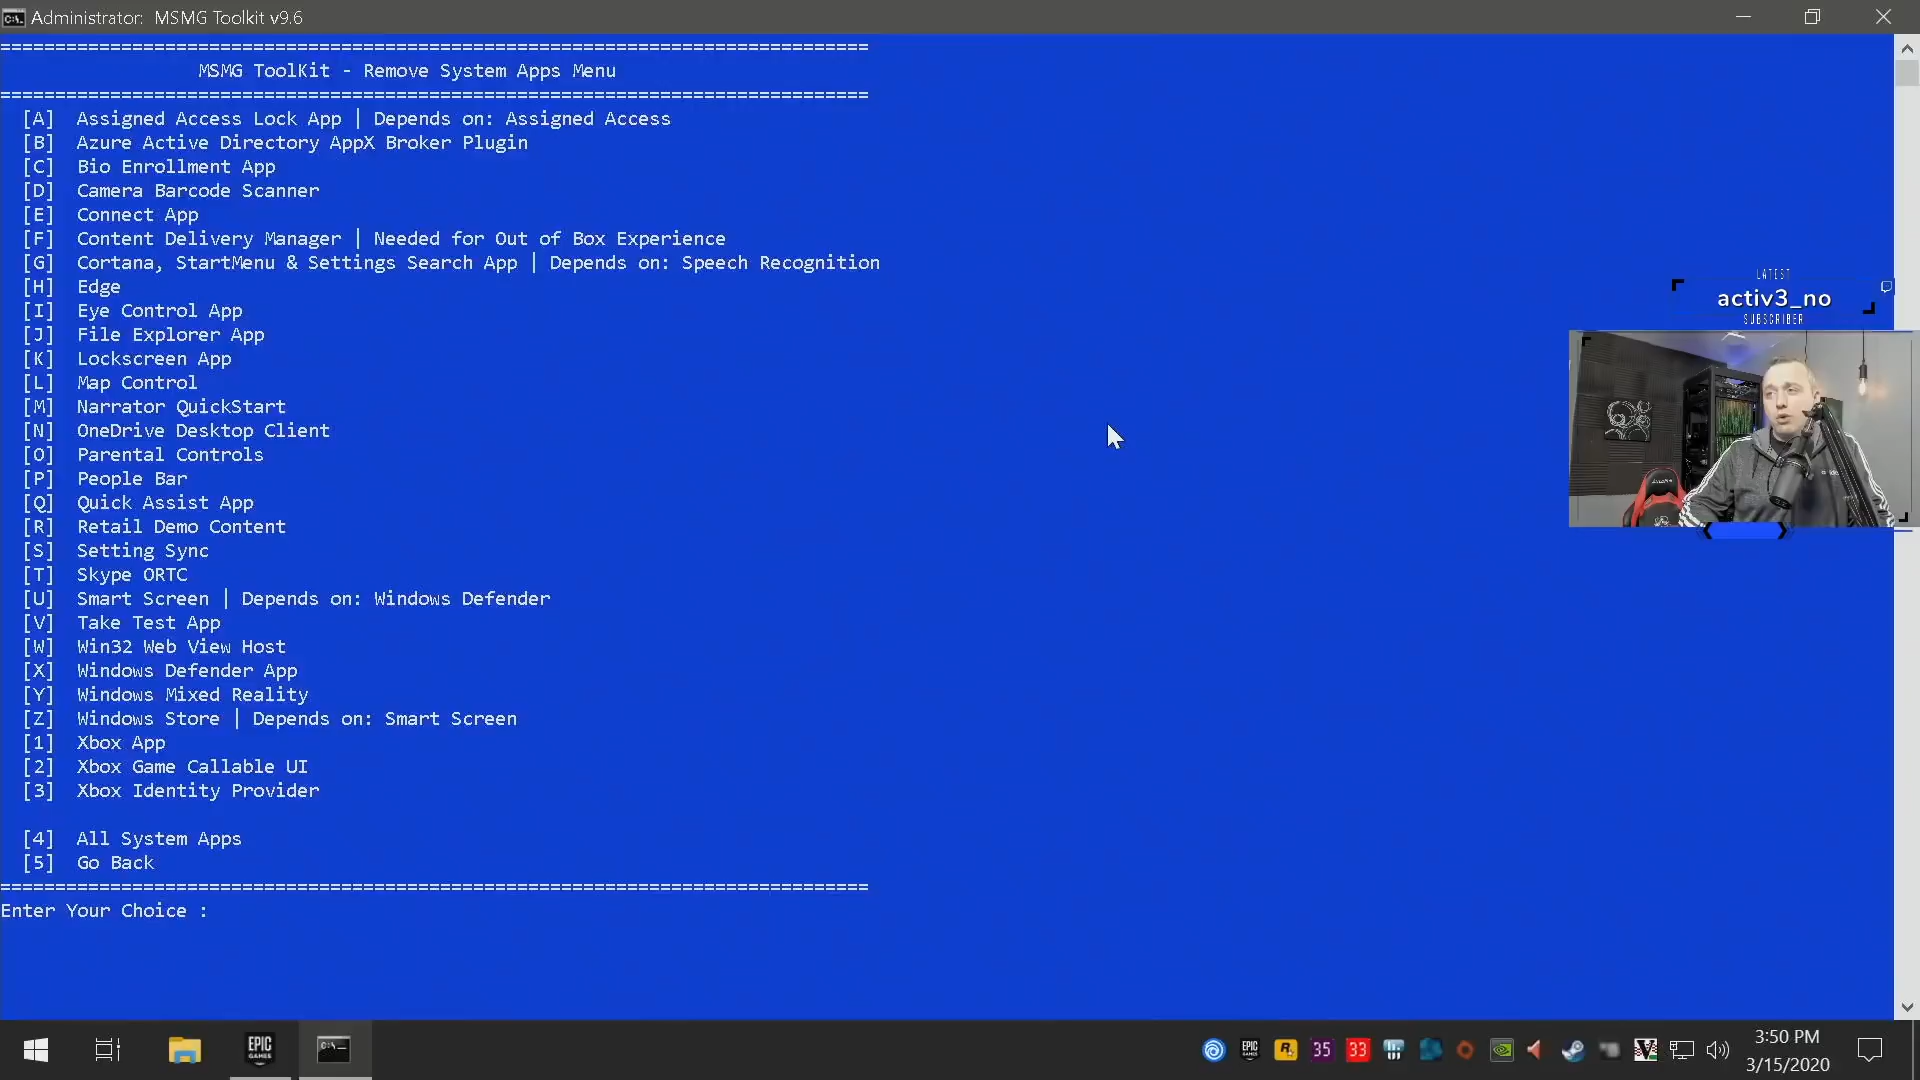 Administrator:  MSMG Toolkit v9.6
===============================================================================
MSMG ToolKit - Remove System Apps Menu
===============================================================================
[A]  Assigned Access Lock App | Depends on: Assigned Access
[B]  Azure Active Directory AppX Broker Plugin
[C]  Bio Enrollment App
[D]  Camera Barcode Scanner
[E]  Connect App
[F]  Content Delivery Manager | Needed for Out of Box Experience
[G]  Cortana, StartMenu & Settings Search App | Depends on: Speech Recognition
[H]  Edge
[I]  Eye Control App
[J]  File Explorer App
[K]  Lockscreen App
[L]  Map Control
[M]  Narrator QuickStart
[N]  OneDrive Desktop Client
[O]  Parental Controls
[P]  People Bar
[Q]  Quick Assist App
[R]  Retail Demo Content
[S]  Setting Sync
[T]  Skype ORTC
[U]  Smart Screen | Depends on: Windows Defender
[V]  Take Test App
[W]  Win32 Web View Host
[X]  Windows Defender App
[Y]  Windows Mixed Reality
[Z]  Windows Store | Depends on: Smart Screen
[1]  Xbox App
[2]  Xbox Game Callable UI
[3]  Xbox Identity Provider
[4]  All System Apps
[5]  Go Back
===============================================================================
Enter Your Choice :
LATEST
activ3_no
SUBSCRIBER
EPIC GAMES
C:\_
EPIC GAMES
R
35
33
3:50 PM
3/15/2020